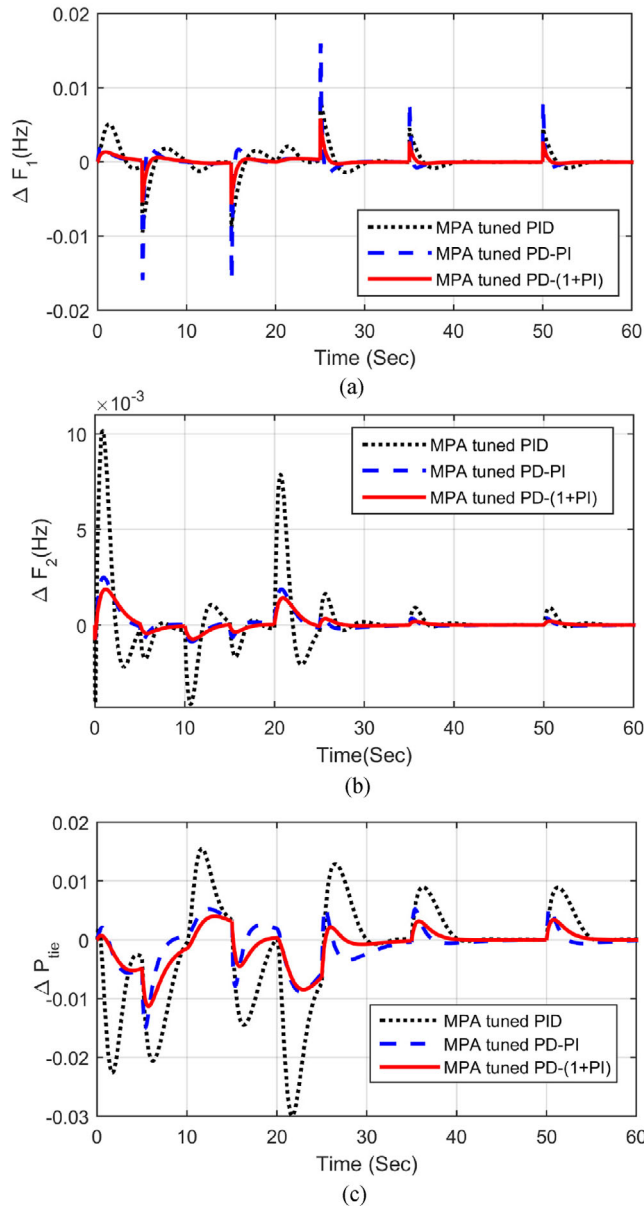 0.02
0.01
0
-0.01
-0.02
Δ F1(Hz)
MPA tuned PID
MPA tuned PD-PI
MPA tuned PD-(1+PI)
0 10 20 30 40 50 60
Time (Sec)
(a)
×10-3
10
5
0
Δ F2(Hz)
MPA tuned PID
MPA tuned PD-PI
MPA tuned PD-(1+PI)
0 10 20 30 40 50 60
Time(Sec)
(b)
0.02
0.01
0
-0.01
-0.02
-0.03
Δ Ptie
MPA tuned PID
MPA tuned PD-PI
MPA tuned PD-(1+PI)
0 10 20 30 40 50 60
Time (Sec)
(c)